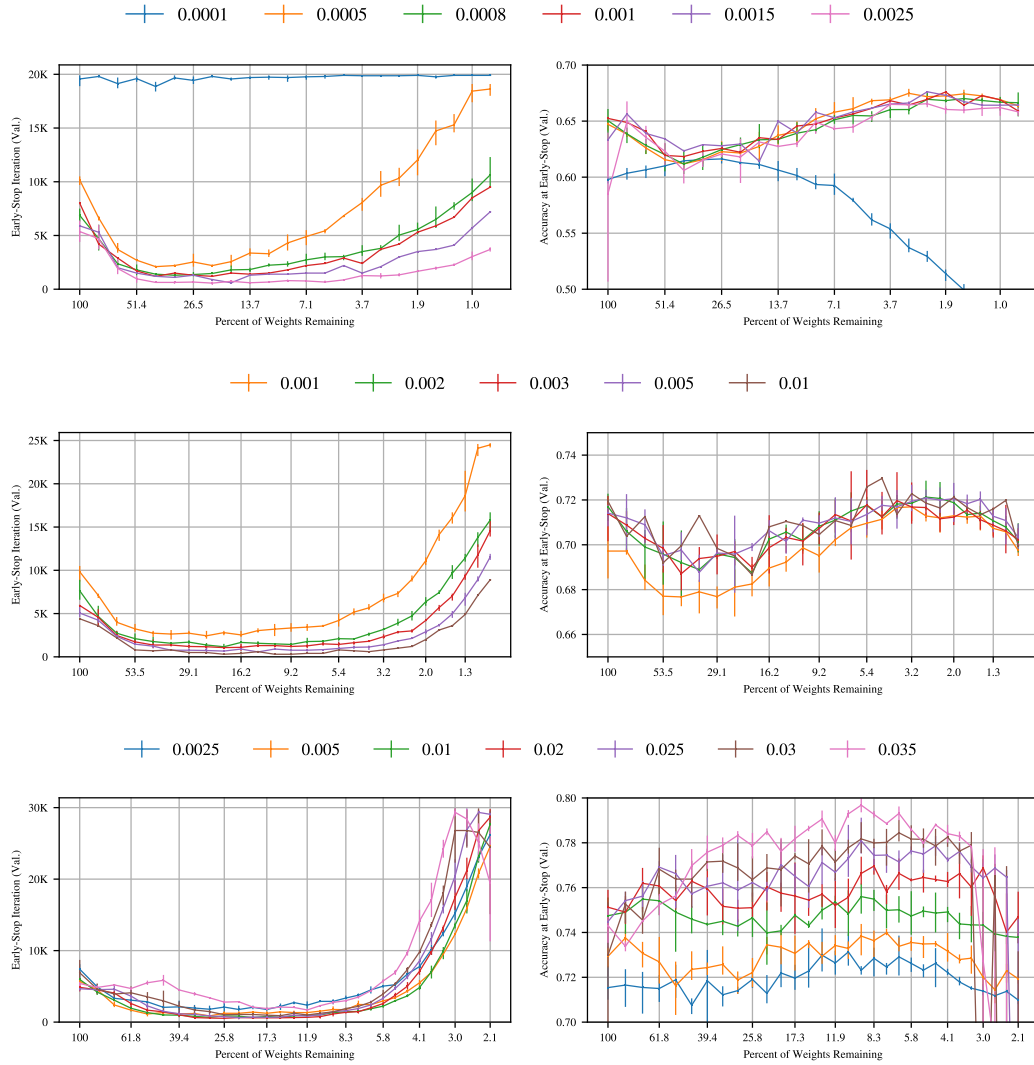 0.0001 0.0005 0.0008 0.001 0.0015 0.0025
20K
15K
10K
5K
0
Early-Stop Iteration (Val.)
100 51.4 26.5 13.7 7.1 3.7 1.9 1.0
Percent of Weights Remaining
0.70
0.65
0.60
0.55
0.50
Accuracy at Early-Stop (Val.)
100 51.4 26.5 13.7 7.1 3.7 1.9 1.0
Percent of Weights Remaining
0.001 0.002 0.003 0.005 0.01
25K
20K
15K
10K
5K
0
Early-Stop Iteration (Val.)
100 53.5 29.1 16.2 9.2 5.4 3.2 2.0 1.3
Percent of Weights Remaining
0.74
0.72
0.70
0.68
0.66
Accuracy at Early-Stop (Val.)
100 53.5 29.1 16.2 9.2 5.4 3.2 2.0 1.3
Percent of Weights Remaining
0.0025 0.005 0.01 0.02 0.025 0.03 0.035
30K
20K
10K
0
Early-Stop Iteration (Val.)
100 61.8 39.4 25.8 17.3 11.9 8.3 5.8 4.1 3.0 2.1
Percent of Weights Remaining
0.80
0.78
0.76
0.74
0.72
0.70
Accuracy at Early-Stop (Val.)
100 61.8 39.4 25.8 17.3 11.9 8.3 5.8 4.1 3.0 2.1
Percent of Weights Remaining